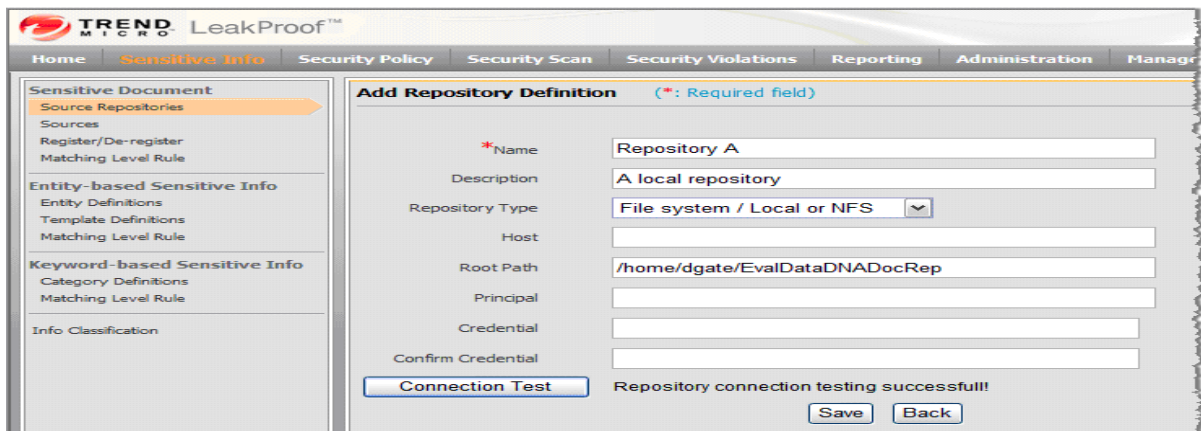 TREND MICRO LeakProof™
Home Sensitive Info Security Policy Security Scan Security Violations Reporting Administration
Sensitive Document
Source Repositories
Sources
Register/De-register
Matching Level Rule
Entity-based Sensitive Info
Entity Definitions
Template Definitions
Matching Level Rule
Keyword-based Sensitive Info
Category Definitions
Matching Level Rule
Info Classification
Add Repository Definition (*: Required field)
*Name Repository A
Description A local repository
Repository Type File system / Local or NFS
Host
Root Path /home/dgate/EvalDataDNADocRep
Principal
Credential
Confirm Credential
Connection Test Repository connection testing successfull!
Save Back